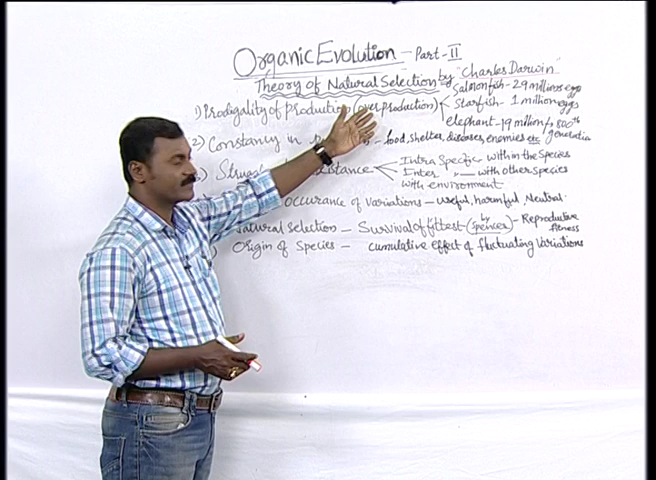 Organic Evolution - Part - II
Theory of Natural Selection by "Charles Darwin"
Salmonfish - 29 millions eggs
1) Prodigality of production (over production) Starfish - 1 million eggs
elephant - 19 million / 800th generation
2) Constancy in - food, shelter, diseases, enemies etc
) Intra Specific within the Species
Inter " with other species
with environment
occurance of variations - useful, harmful Neutral
Natural selection - Survival of fittest (by Spencer) - Reproductive fitness
) Origin of Species - cumulative effect of fluctuating variations